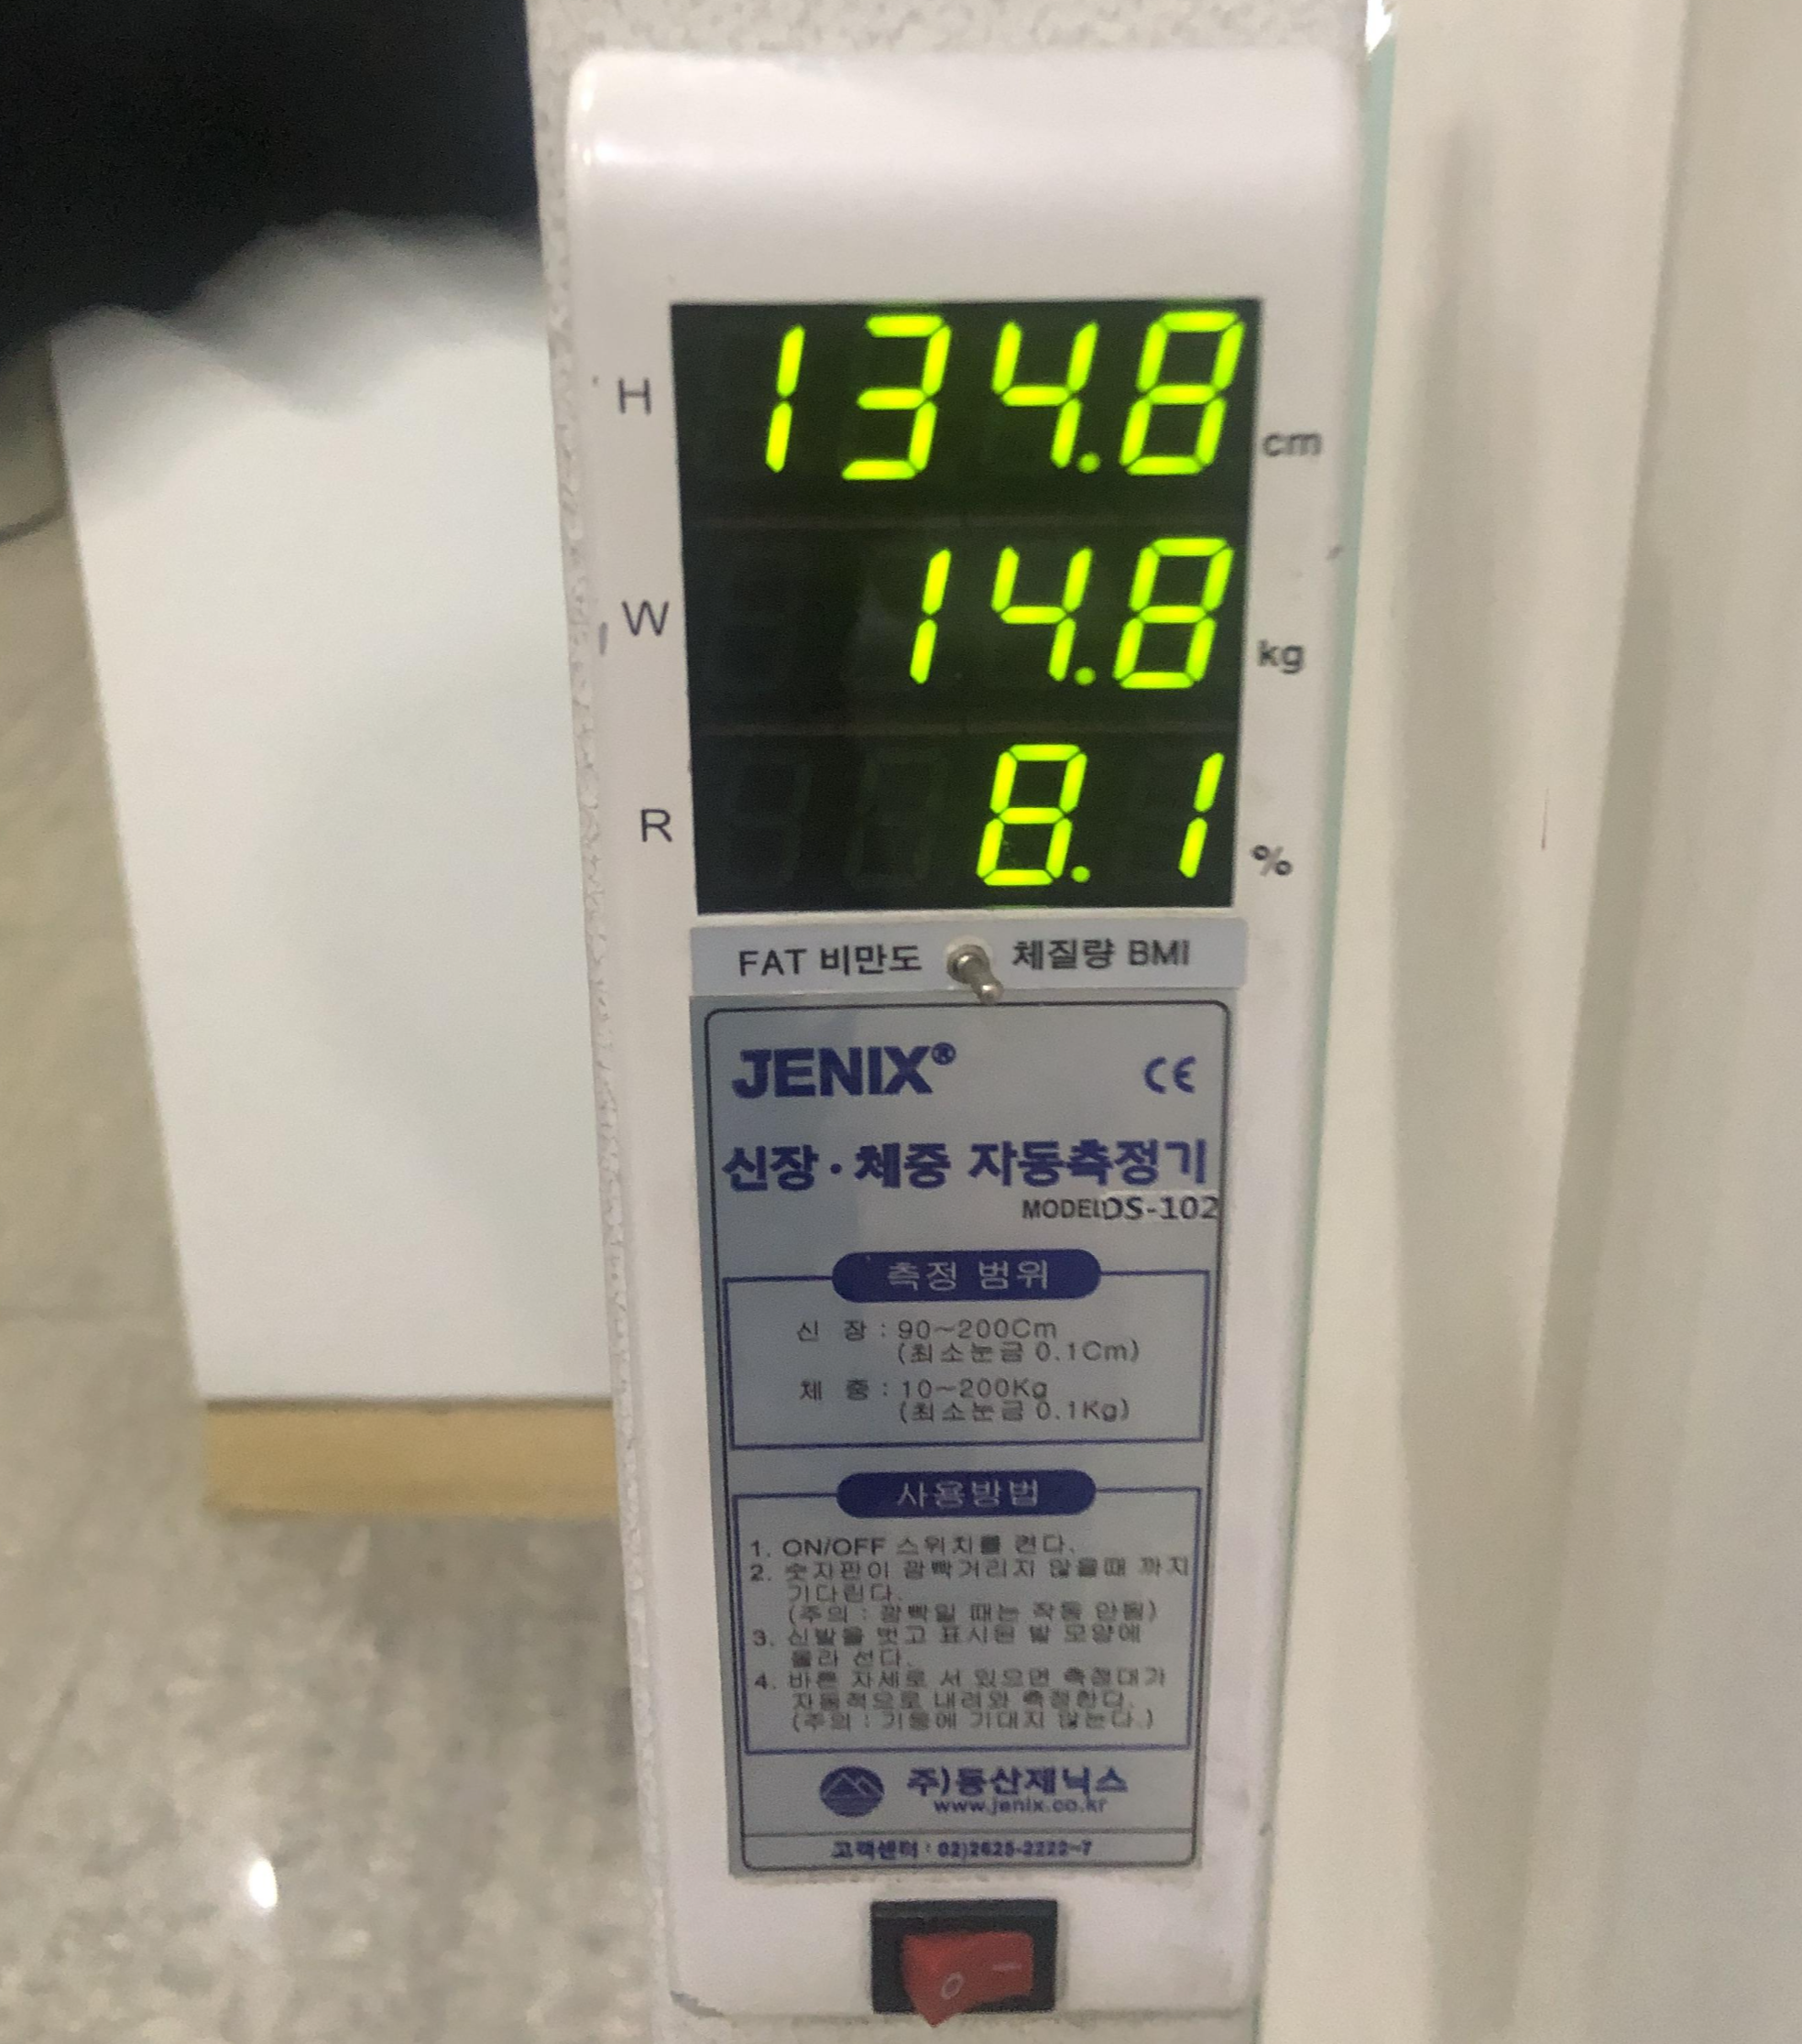 H 134.8 cm
W 14.8 kg
R 8.1 %
FAT 비만도 체질량 BMI
JENIX® CE
신장·체중 자동측정기
MODEL DS-102
측정 범위
신 장 : 90~200Cm
(최소눈금 0.1Cm)
체 중 : 10~200Kg
(최소눈금 0.1Kg)
사용방법
1. ON/OFF 스위치를 켠다.
2. 숫자판이 깜빡거리지 않을때 까지
기다린다.
(주의 : 깜빡일 때는 작동 안됨)
3. 신발을 벗고 표시된 발 모양에
올라 선다.
4. 바른 자세로 서 있으면 측정대가
자동적으로 내려와 측정한다.
(주의 : 기둥에 기대지 않는다.)
주)동산제닉스
www.jenix.co.kr
고객센터 : 02)2625-2222~7